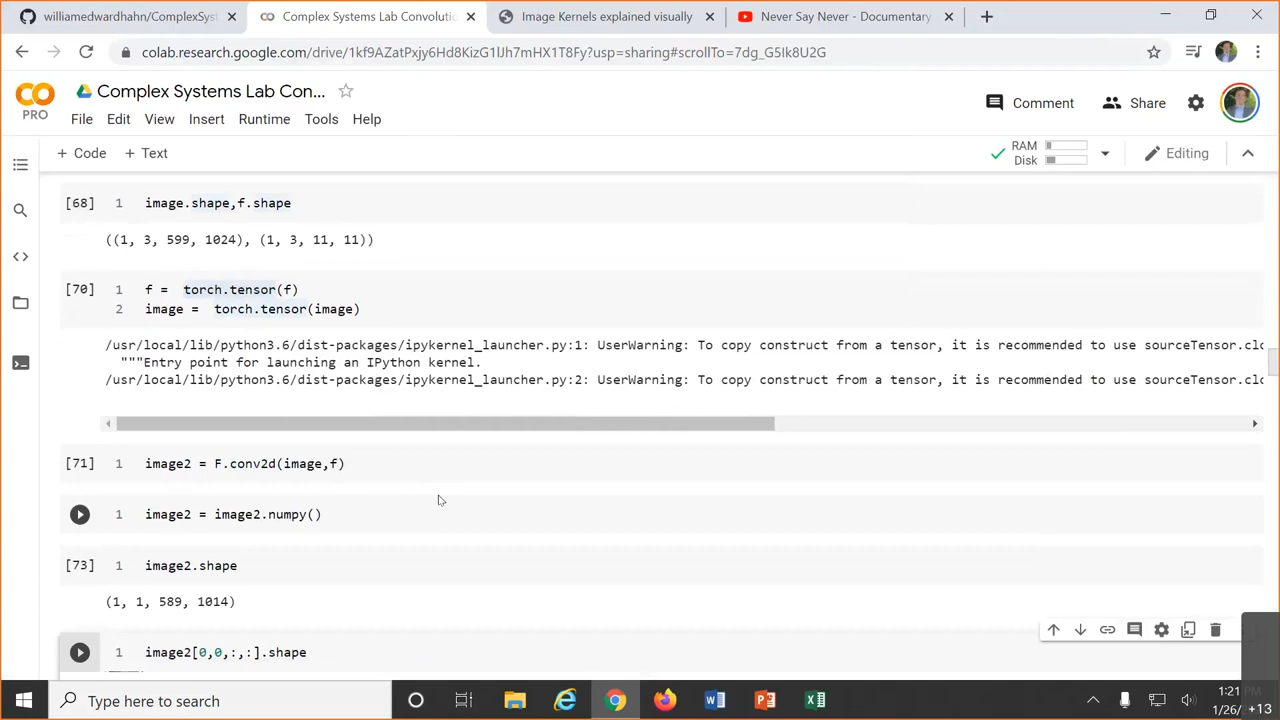 williamedwardhahn/ComplexSyst
Complex Systems Lab Convolutio
Image Kernels explained visually
Never Say Never - Documentary
colab.research.google.com/drive/1kf9AZatPxjy6Hd8KizG1lJh7mHX1T8Fy?usp=sharing#scrollTo=7dg_G5Ik8U2G
CO
PRO
Complex Systems Lab Con...
Comment
Share
File Edit View Insert Runtime Tools Help
+ Code + Text
RAM
Disk
Editing
[68] 1 image.shape,f.shape
((1, 3, 599, 1024), (1, 3, 11, 11))
[70] 1 f = torch.tensor(f)
2 image = torch.tensor(image)
/usr/local/lib/python3.6/dist-packages/ipykernel_launcher.py:1: UserWarning: To copy construct from a tensor, it is recommended to use sourceTensor.clo
"""Entry point for launching an IPython kernel.
/usr/local/lib/python3.6/dist-packages/ipykernel_launcher.py:2: UserWarning: To copy construct from a tensor, it is recommended to use sourceTensor.clo
[71] 1 image2 = F.conv2d(image,f)
1 image2 = image2.numpy()
[73] 1 image2.shape
(1, 1, 589, 1014)
1 image2[0,0,:,:].shape
Type here to search
1:21 PM
1/26/
+13